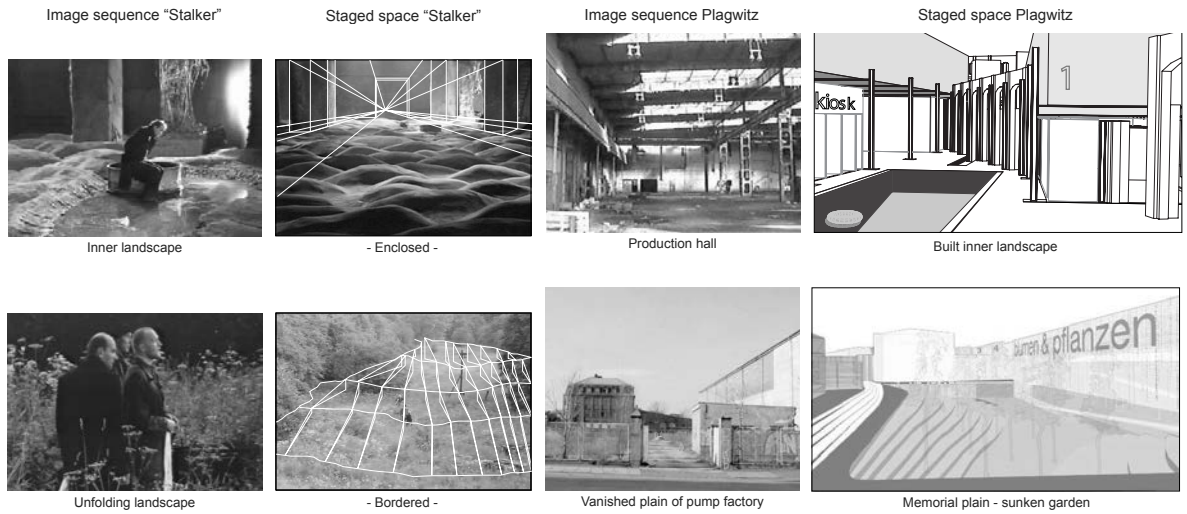 Image sequence “Stalker”
Staged space “Stalker”
Image sequence Plagwitz
Staged space Plagwitz
kiosk
1
Inner landscape
- Enclosed -
Production hall
Built inner landscape
& pflanzen
Unfolding landscape
- Bordered -
Vanished plain of pump factory
Memorial plain - sunken garden